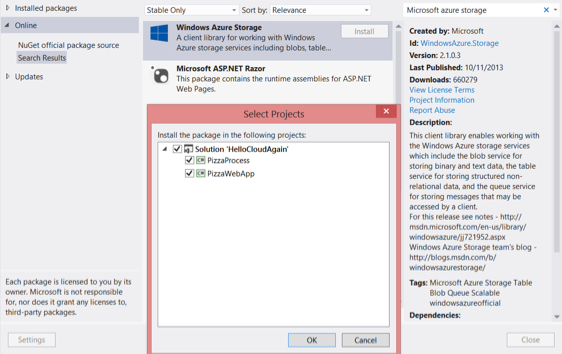 Installed packages
Online
NuGet official package source
Search Results
Updates
Each package is licensed to you by its
owner. Microsoft is not responsible
for, nor does it grant any licenses to,
third-party packages.
Settings
Stable Only
Sort by: Relevance
Windows Azure Storage
A client library for working with Windows
Azure storage services including blobs, table...
Install
Microsoft ASP.NET Razor
This package contains the runtime assemblies for ASP.NET
Web Pages.
Select Projects
Install the package in the following projects:
Solution 'HelloCloudAgain'
PizzaProcess
PizzaWebApp
OK
Cancel
Microsoft azure storage
Created by: Microsoft
Id: WindowsAzure.Storage
Version: 2.1.0.3
Last Published: 10/11/2013
Downloads: 660279
View License Terms
Project Information
Report Abuse
Description:
This client library enables working with
the Windows Azure storage services
which include the blob service for
storing binary and text data, the table
service for storing structured non-
relational data, and the queue service
for storing messages that may be
accessed by a client.
For this release see notes - http://
msdn.microsoft.com/en-us/library/
windowsazure/jj721952.aspx
Windows Azure Storage team's blog -
http://blogs.msdn.com/b/
windowsazurestorage/
Tags: Microsoft Azure Storage Table
Blob Queue Scalable
windowsazureofficial
Dependencies:
Close